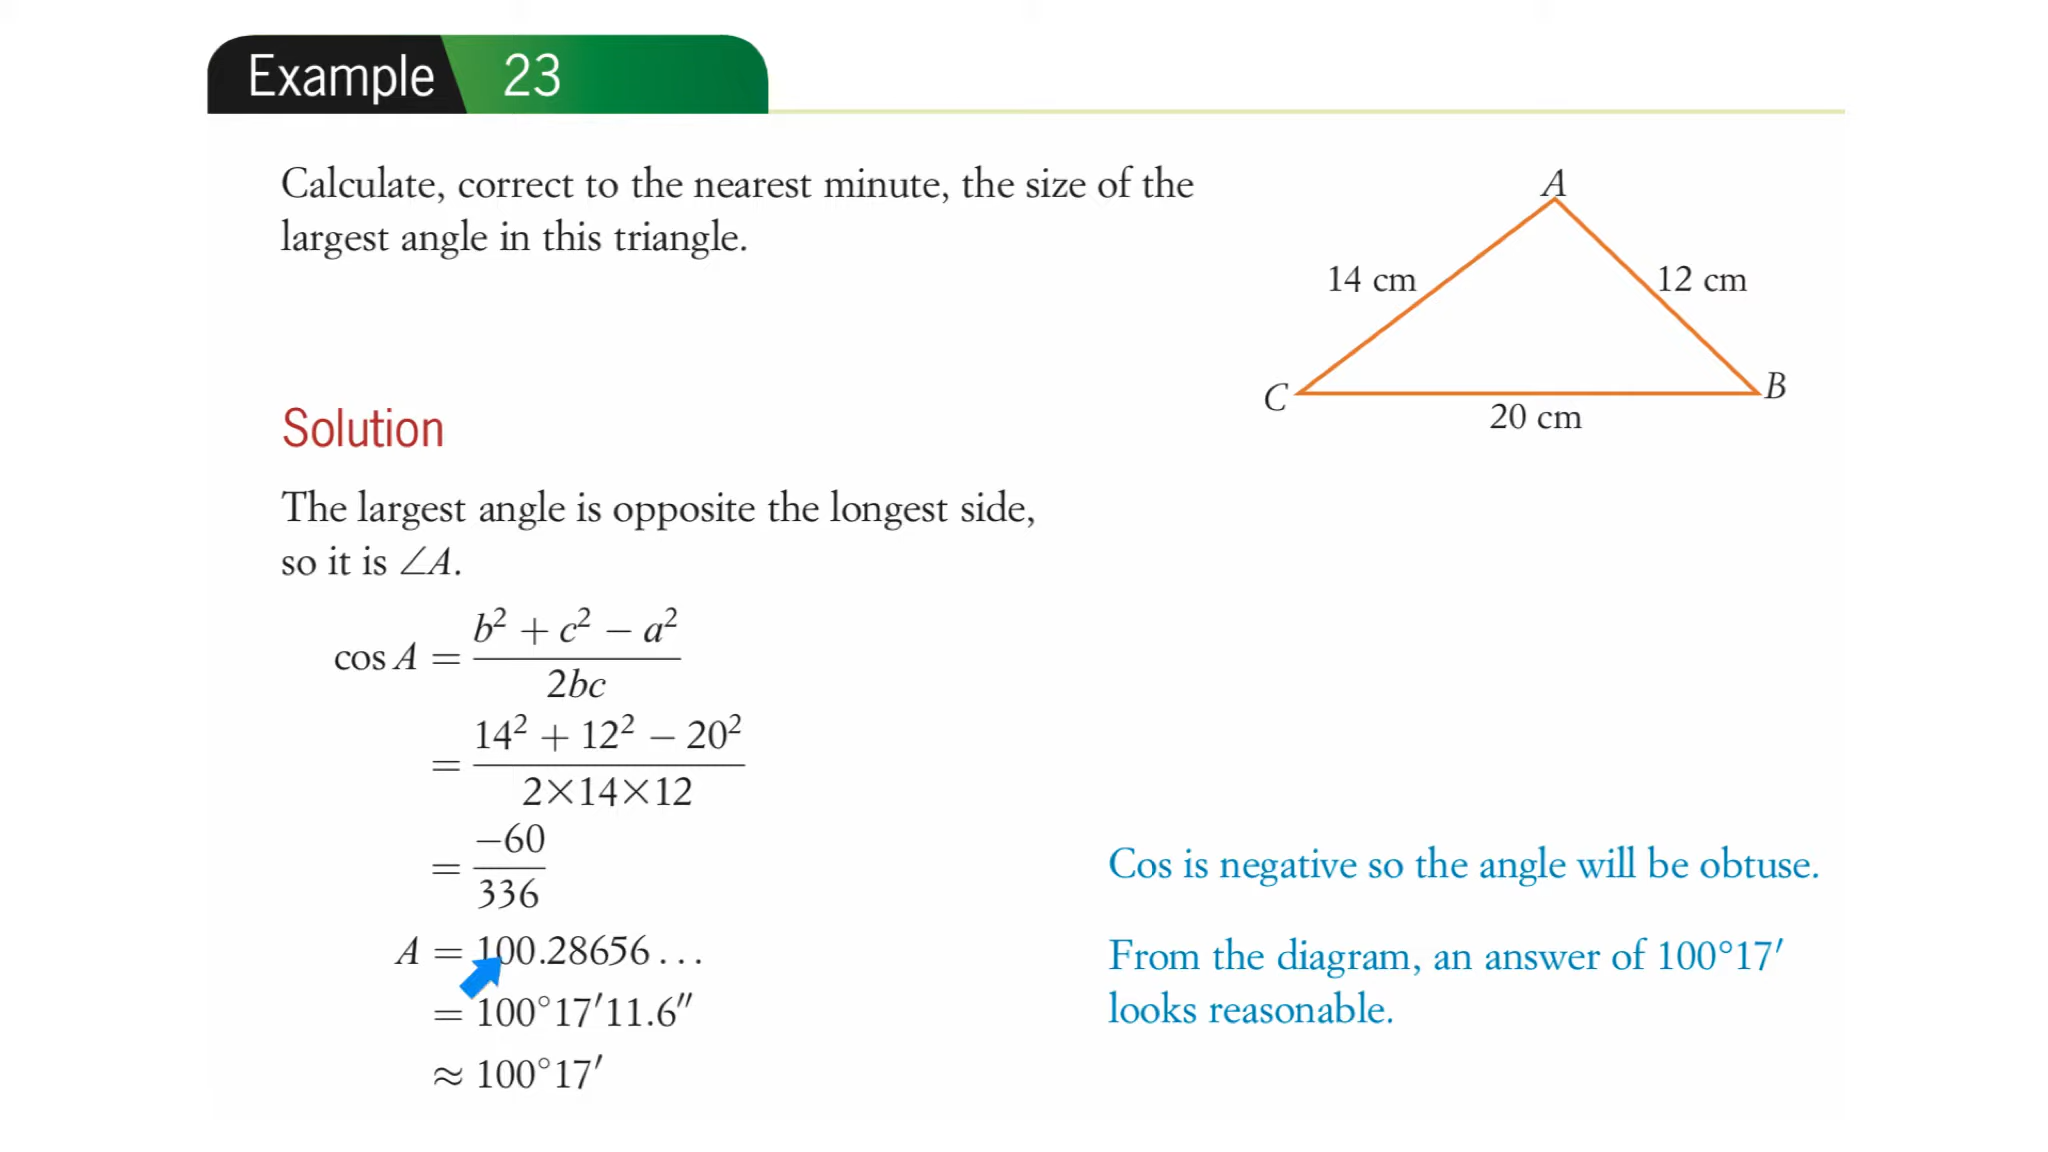 Example 23
Calculate, correct to the nearest minute, the size of the
largest angle in this triangle.
A
14 cm
12 cm
C
B
20 cm
Solution
The largest angle is opposite the longest side,
so it is ∠A.
cos A = (b² + c² − a²) / 2bc
= (14² + 12² − 20²) / 2×14×12
= −60 / 336
Cos is negative so the angle will be obtuse.
A = 100.28656...
= 100°17′11.6″
≈ 100°17′
From the diagram, an answer of 100°17′
looks reasonable.